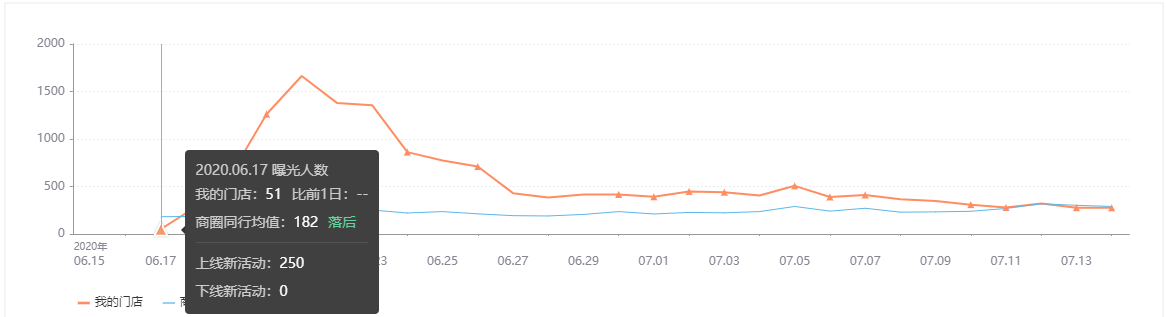 2000
1500
1000
500
0
2020.06.17 曝光人数
我的门店：51 比前1日：--
商圈同行均值：182 落后
上线新活动：250
下线新活动：0
2020年
06.15 06.17 23 06.25 06.27 06.29 07.01 07.03 07.05 07.07 07.09 07.11 07.13
我的门店